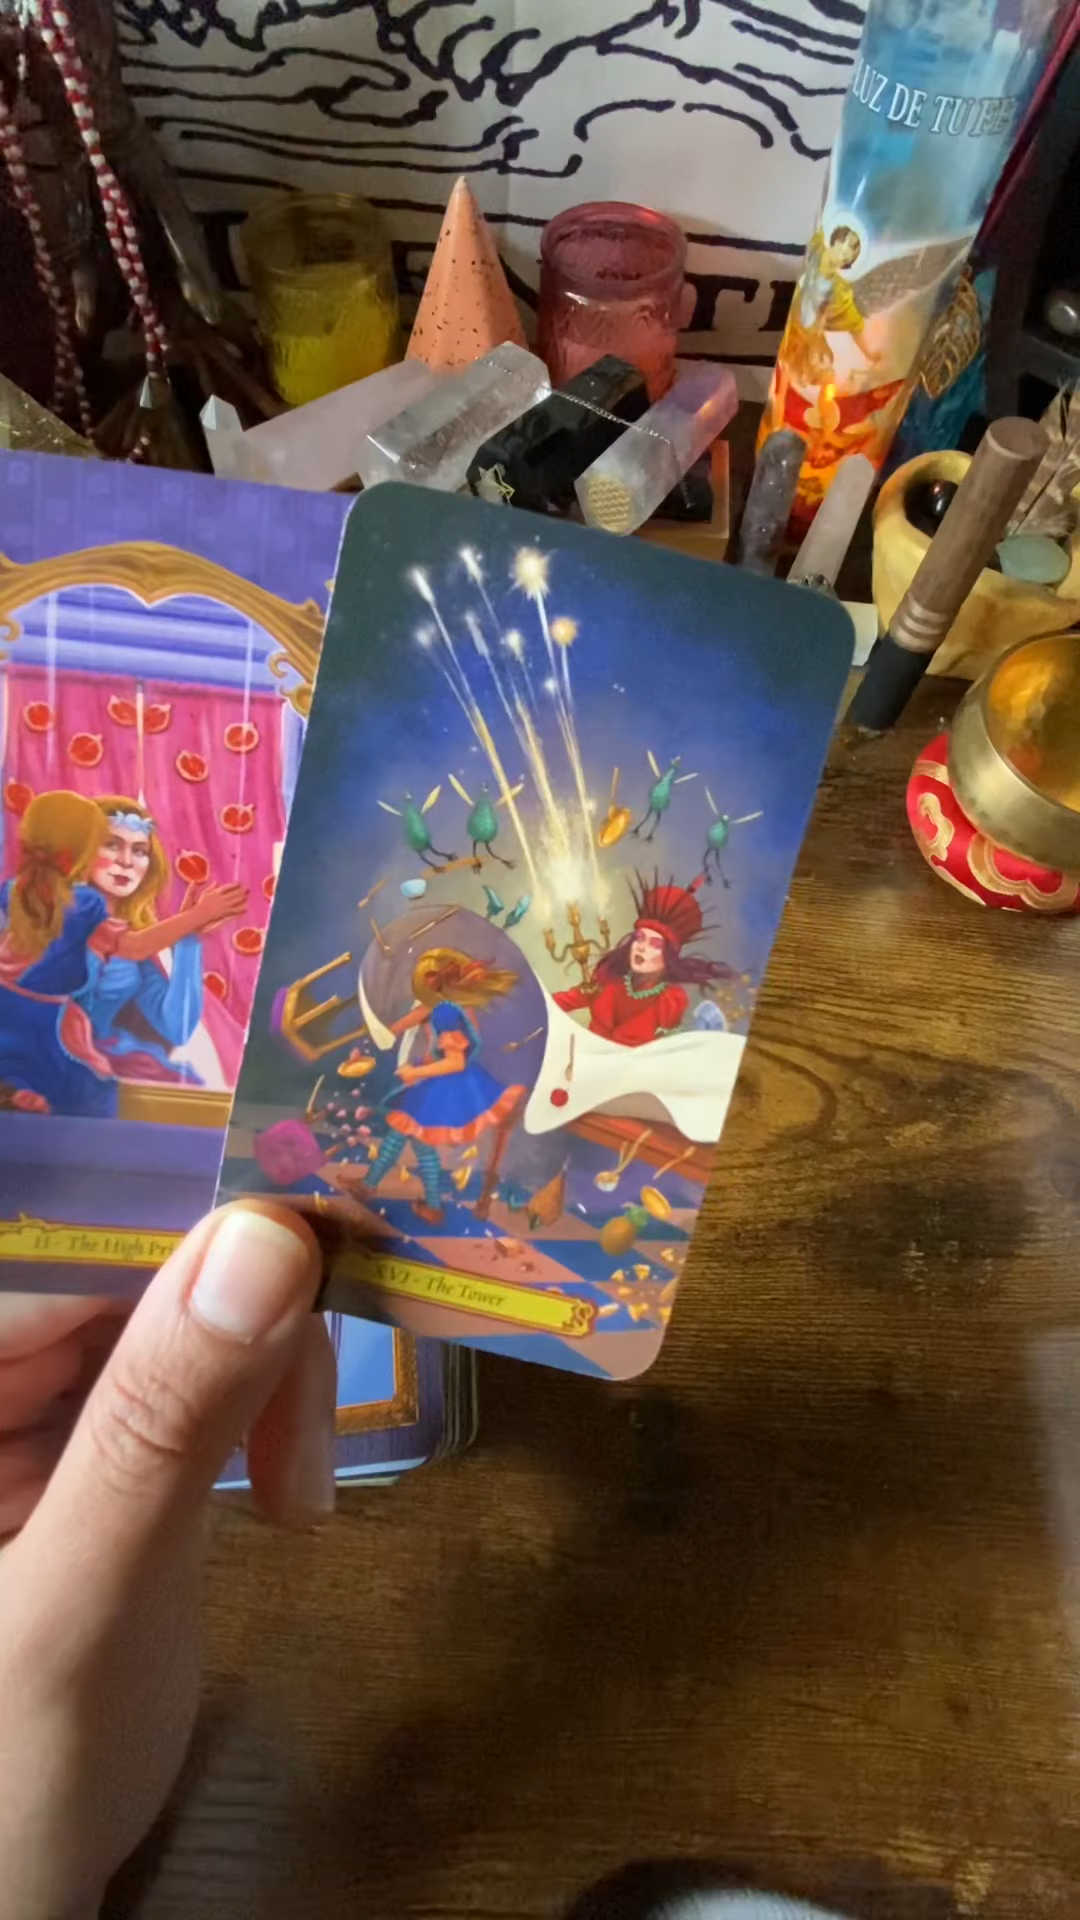 LUZ DE TU FE
II - The High Pri
XVI - The Tower